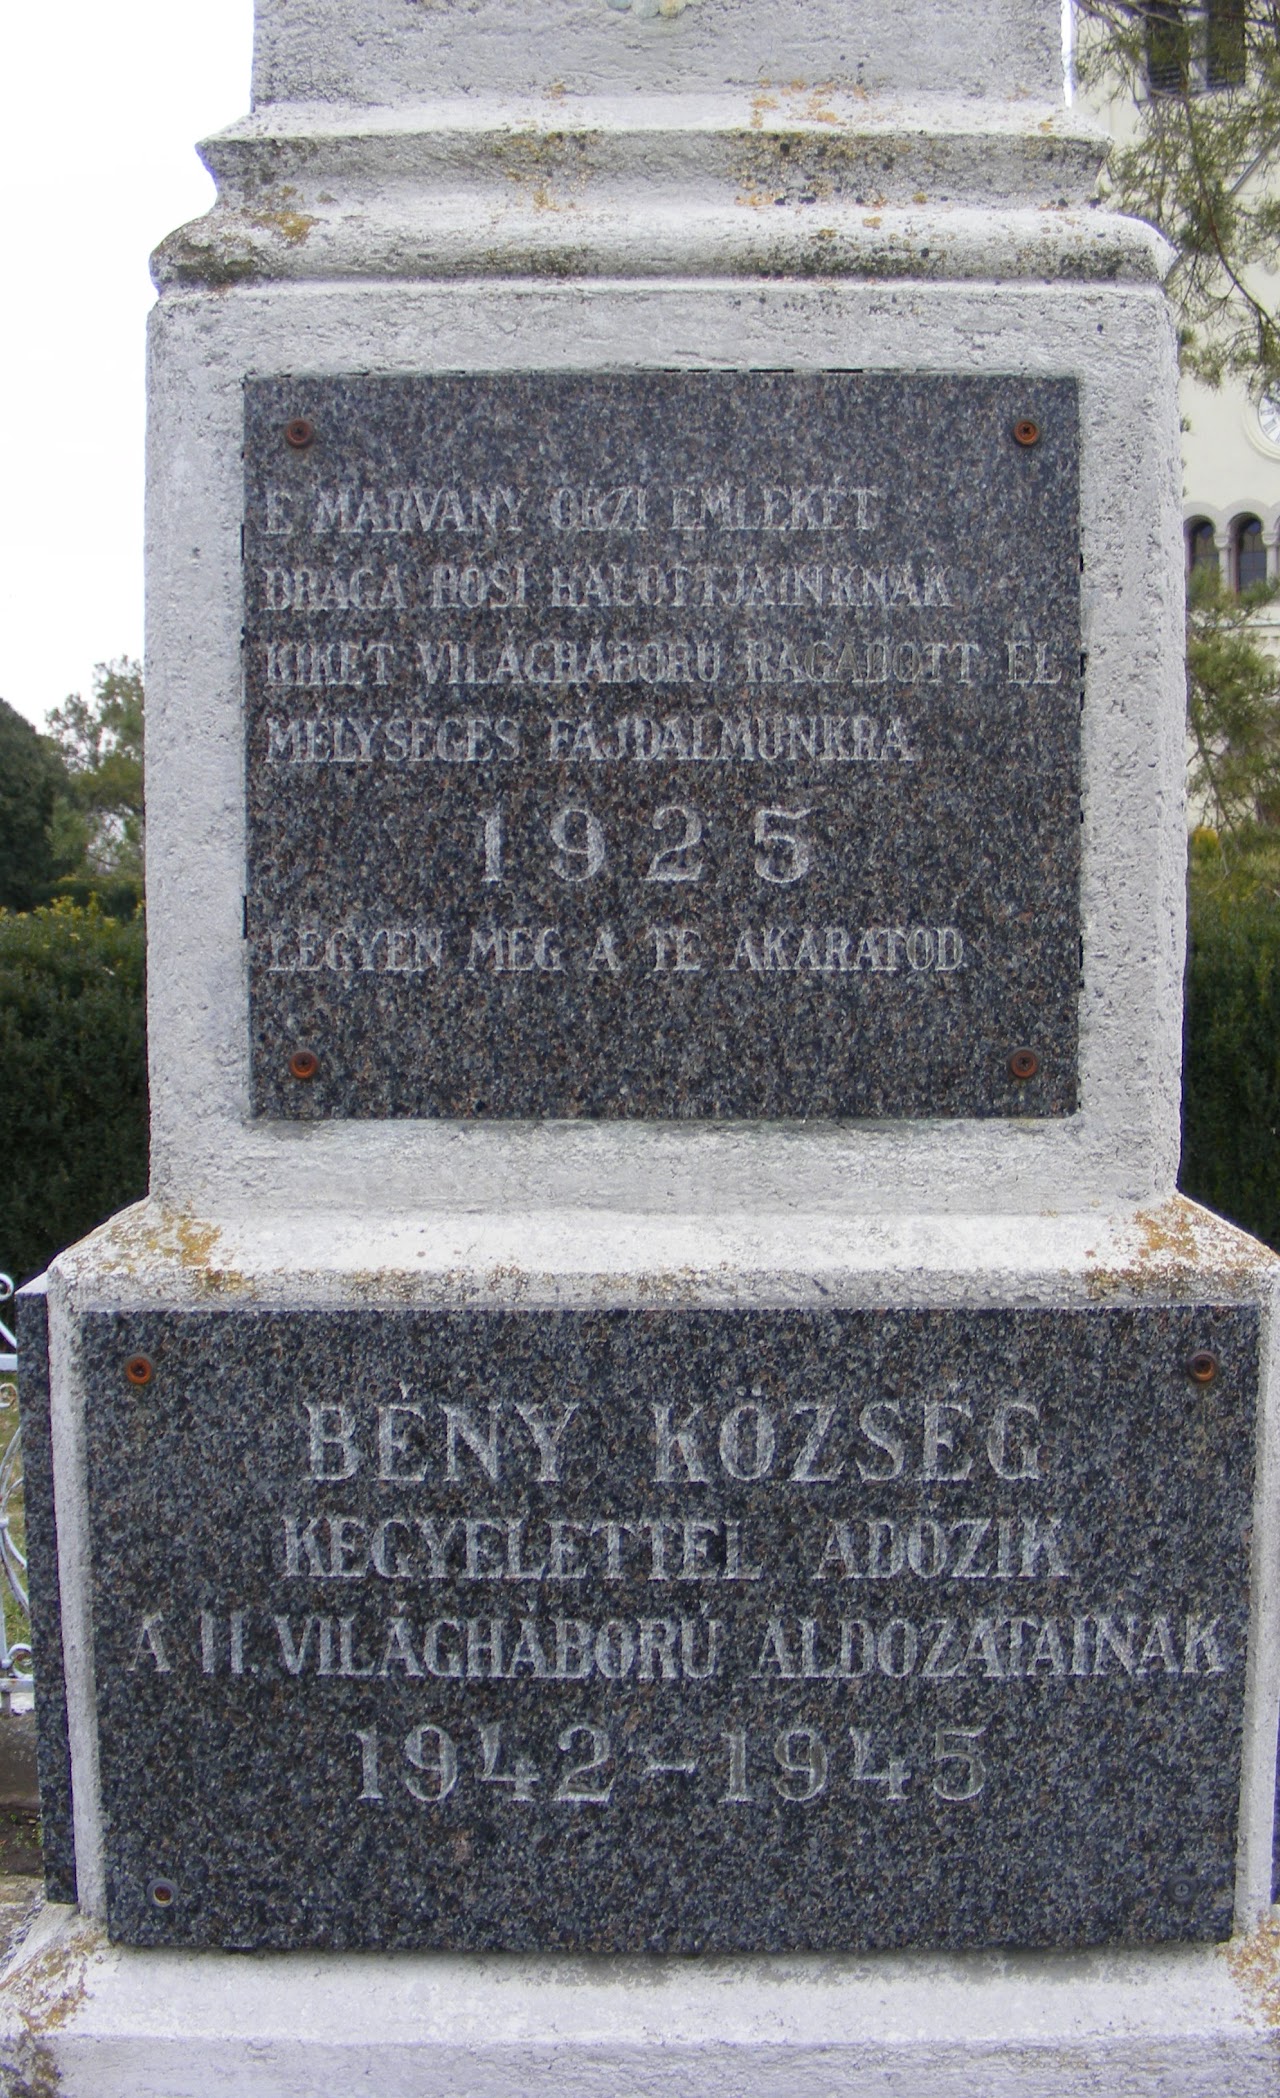 E MÁRVÁNY ŐRZI EMLÉKÉT
DRÁGA HŐSI HALOTTJAINKNAK
KIKET VILÁGHÁBORÚ RAGADOTT EL
MÉLYSÉGES FÁJDALMUNKRA
1925
LEGYEN MEG A TE AKARATOD
BÉNY KÖZSÉG
KEGYELETTEL ADÓZIK
A II. VILÁGHÁBORÚ ÁLDOZATAINAK
1942-1945